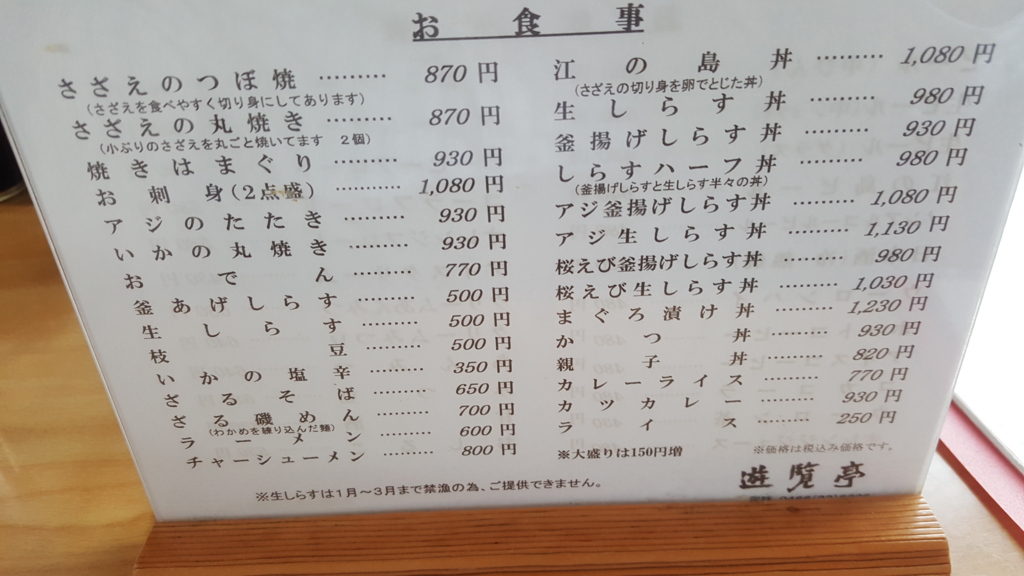 お食事
さざえのつぼ焼 ……… 870円
(さざえを食べやすく切り身にしてあります)
さざえの丸焼き ……… 870円
(小ぶりのさざえを丸ごと焼いてます 2個)
焼きはまぐり ……… 930円
お刺身(2点盛) ……… 1,080円
アジのたたき ……… 930円
いかの丸焼き ……… 930円
おでん ……… 770円
釜あげしらす ……… 500円
生しらす ……… 500円
枝豆 ……… 500円
いかの塩辛 ……… 350円
ざるそば ……… 650円
ざる磯めん ……… 700円
(わかめを練り込んだ麺)
ラーメン ……… 600円
チャーシューメン ……… 800円
江の島丼 ……… 1,080円
(さざえの切り身を卵でとじた丼)
生しらす丼 ……… 980円
釜揚げしらす丼 ……… 930円
しらすハーフ丼 ……… 980円
(釜揚げしらすと生しらす半々の丼)
アジ釜揚げしらす丼 ……… 1,080円
アジ生しらす丼 ……… 1,130円
桜えび釜揚げしらす丼 ……… 980円
桜えび生しらす丼 ……… 1,030円
まぐろ漬け丼 ……… 1,230円
かつ丼 ……… 930円
親子丼 ……… 820円
カレーライス ……… 770円
カツカレー ……… 930円
ライス ……… 250円
※大盛りは150円増
※価格は税込み価格です。
※生しらすは1月～3月まで禁漁の為、ご提供できません。
遊覧亭